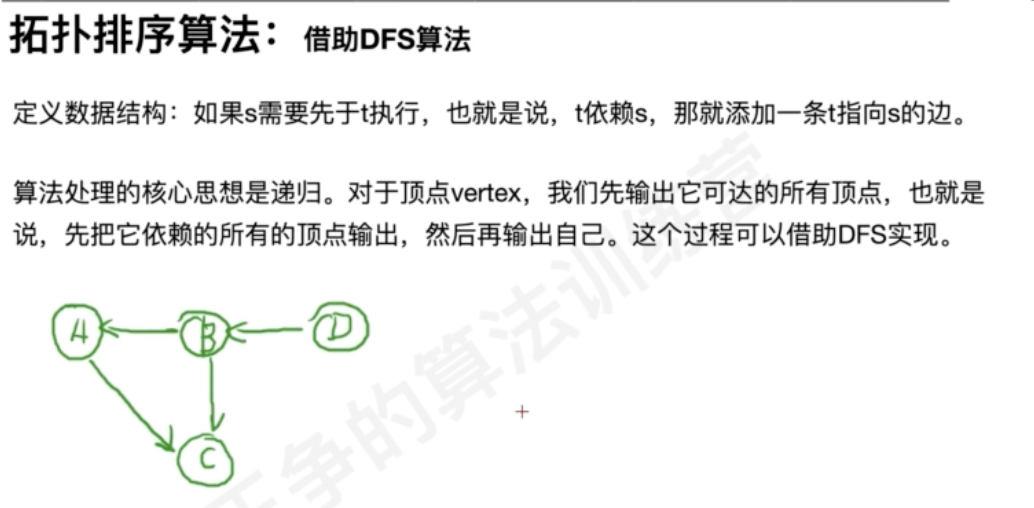 拓扑排序算法：借助DFS算法
定义数据结构：如果s需要先于t执行，也就是说，t依赖s，那就添加一条t指向s的边。
算法处理的核心思想是递归。对于顶点vertex，我们先输出它可达的所有顶点，也就是
说，先把它依赖的所有的顶点输出，然后再输出自己。这个过程可以借助DFS实现。
A B D
C
争的算法训练营